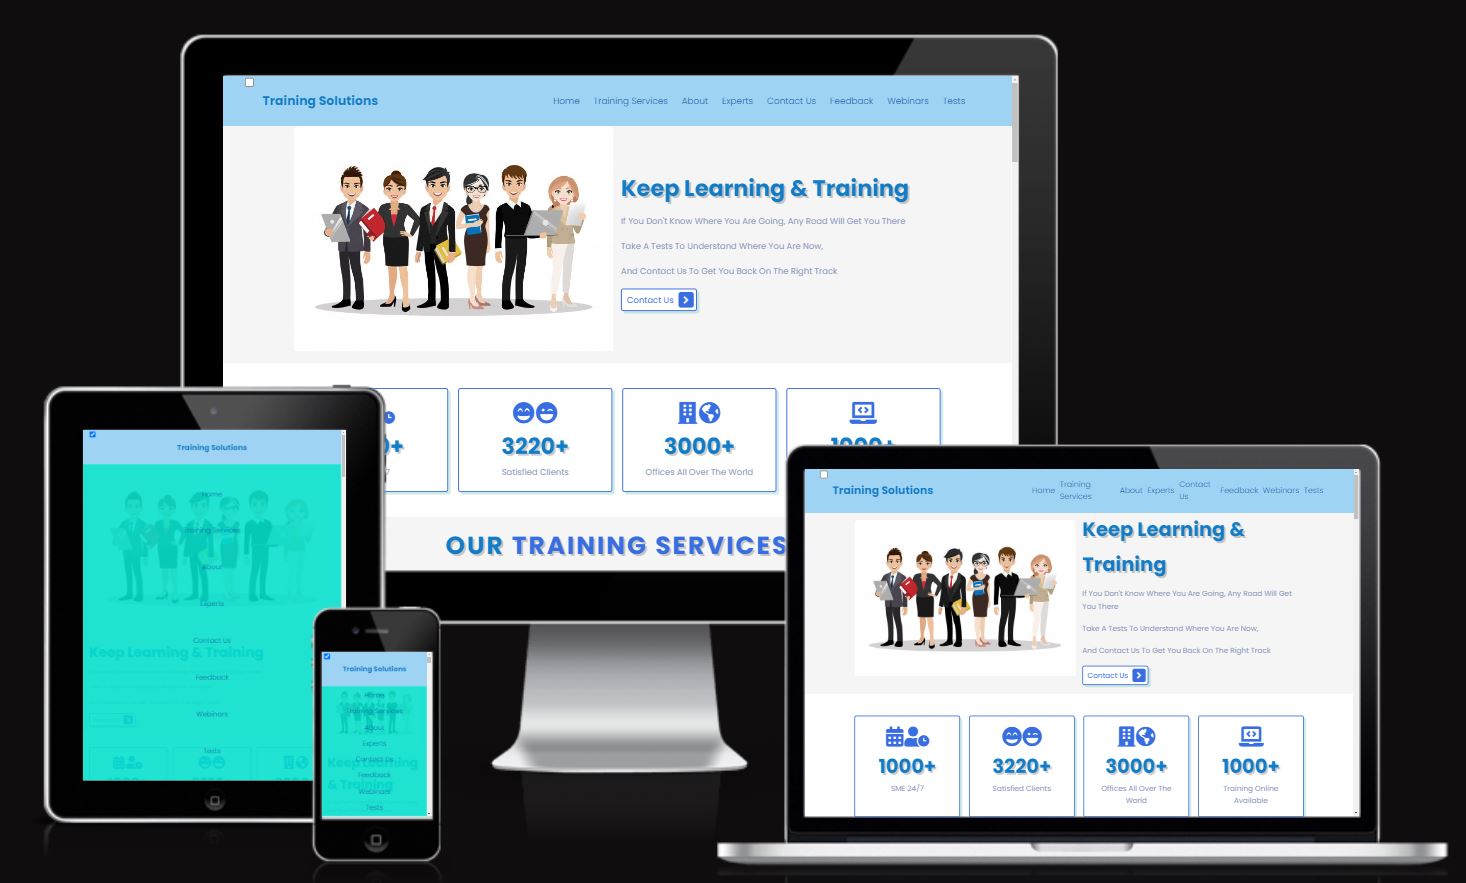 Training Solutions
Home Training Services About Experts Contact Us Feedback Webinars Tests
Keep Learning & Training
If You Don't Know Where You Are Going, Any Road Will Get You There
Take A Tests To Understand Where You Are Now,
And Contact Us To Get You Back On The Right Track
Contact Us
3220+
Satisfied Clients
3000+
Offices All Over The World
1000+
OUR TRAINING SERVICES
Training Solutions
Home
Training Services
About
Experts
Contact Us
Keep Learning & Training
Feedback
Webinars
Tests
Training Solutions
Home
Training Services
About
Experts
Contact Us
Keep Learning
Feedback
& Training
Webinars
Tests
Training Solutions
Home Training Services About Experts Contact Us Feedback Webinars Tests
Keep Learning &
Training
If You Don't Know Where You Are Going, Any Road Will Get
You There
Take A Tests To Understand Where You Are Now,
And Contact Us To Get You Back On The Right Track
Contact Us
1000+
SME 24/7
3220+
Satisfied Clients
3000+
Offices All Over The
World
1000+
Training Online
Available